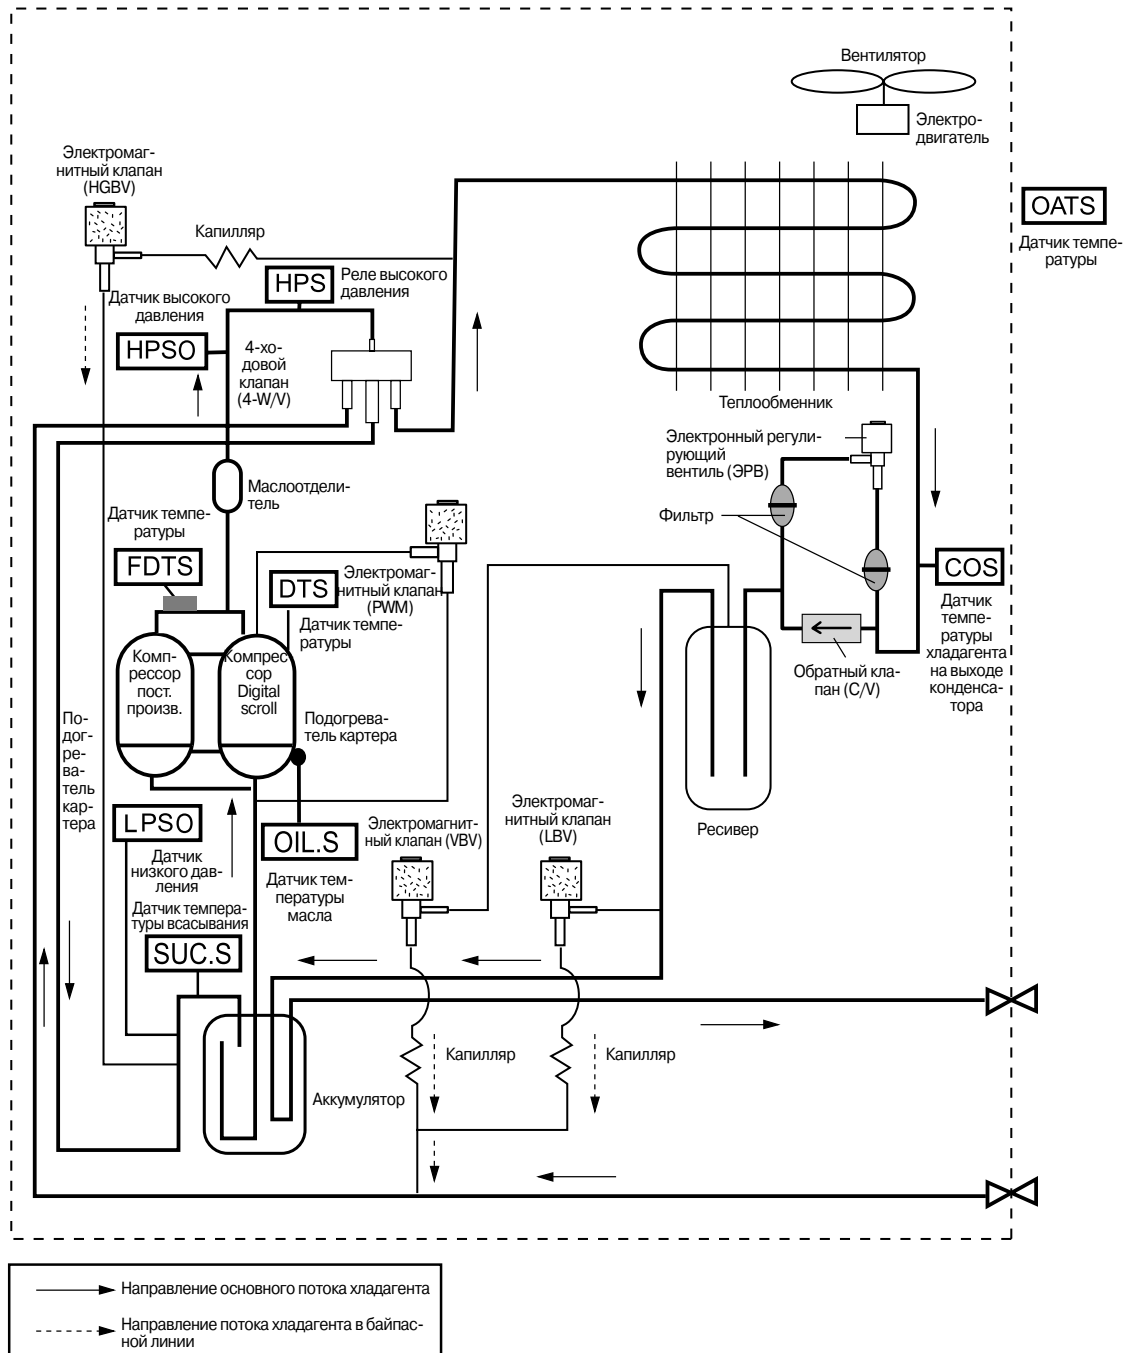 Вентилятор
Электро-
двигатель
Электромаг-
нитный клапан
(HGBV)
OATS
Датчик темпе-
ратуры
Капилляр
HPS
Реле высокого
давления
Датчик высокого
давления
HPSO
4-хо-
довой
клапан
(4-W/V)
Теплообменник
Электронный регули-
рующий
вентиль (ЭРВ)
Маслоотдели-
тель
Фильтр
Датчик темпе-
ратуры
FDTS
DTS
Электромаг-
нитный клапан
(PWM)
Датчик темпе-
ратуры
COS
Датчик
темпе-
ратуры
хладагента
на выходе
конденса-
тора
Обратный кла-
пан (C/V)
Комп-
рессор
пост.
произв.
Компрес
сор
Digital
scroll
Подогрева-
тель картера
По-
дог-
ре-
ва-
тель
кар-
тера
LPSO
Датчик
низкого дав-
ления
OIL.S
Датчик тем-
пературы
масла
Электромагнит-
ный клапан (VBV)
Электромаг-
нитный клапан
(LBV)
Ресивер
Датчик темпера-
туры всасывания
SUC.S
Капилляр
Капилляр
Аккумулятор
Направление основного потока хладагента
Направление потока хладагента в байпас-
ной линии